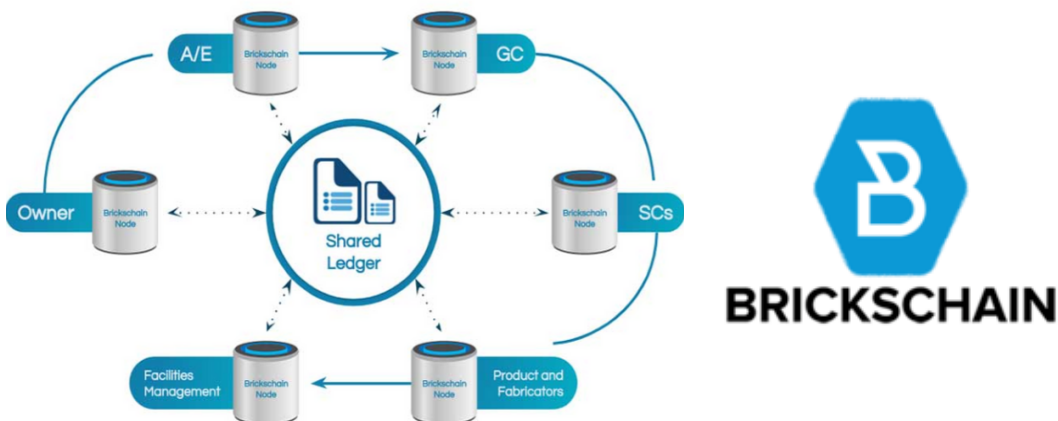 A/E
Brickschain
Node
Brickschain
Node
GC
Owner
Brickschain
Node
Shared
Ledger
Brickschain
Node
SCs
Facilities
Management
Brickschain
Node
Brickschain
Node
Product and
Fabricators
B
BRICKSCHAIN